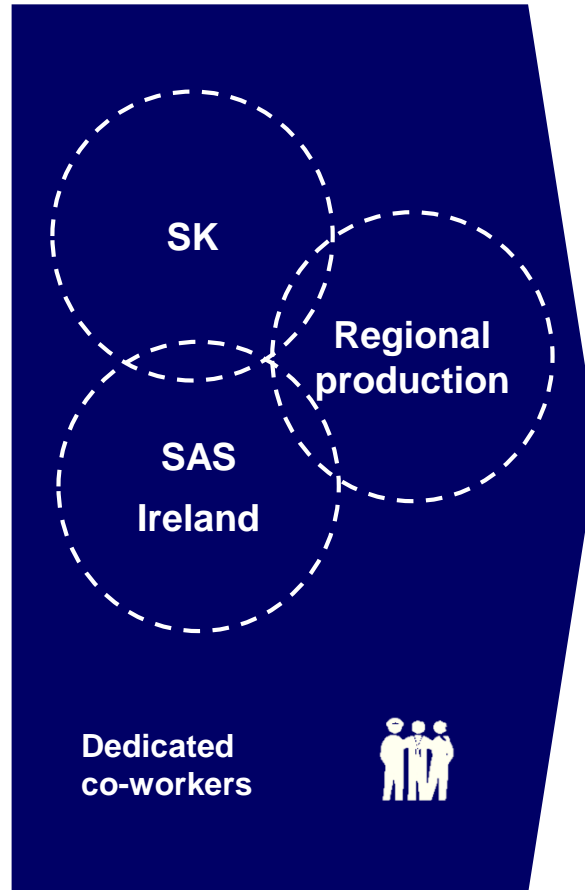 SK
Regional
production
SAS
Ireland
Dedicated
co-workers